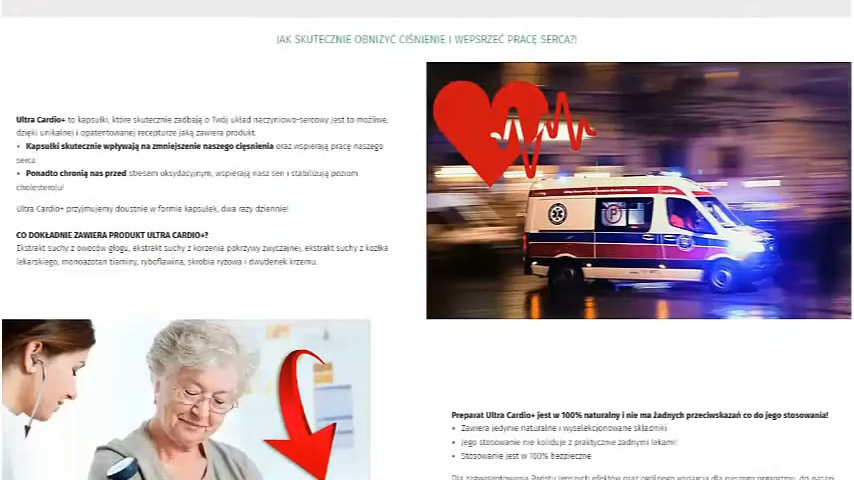 JAK SKUTECZNIE OBNIŻYĆ CIŚNIENIE I WEPSRZEĆ PRACĘ SERCA?!
Ultra Cardio+ to kapsułki, które skutecznie zadbają o Twój układ naczyniowo-sercowy Jest to możliwe,
dzięki unikalnej i opatentowanej recepturze jaką zawiera produkt.
• Kapsułki skutecznie wpływają na zmniejszenie naszego cięsnienia oraz wspierają pracę naszego
serca
• Ponadto chronią nas przed stresem oksydacyjnym, wspierają nasz sen i stabilizują poziom
cholesterolu!
Ultra Cardio+ przyjmujemy doustnie w formie kapsułek, dwa razy dziennie!
CO DOKŁADNIE ZAWIERA PRODUKT ULTRA CARDIO+?
Ekstrakt suchy z owoców głogu, ekstrakt suchy z korzenia pokrzywy zwyczajnej, ekstrakt suchy z kozłka
lekarskiego, monoazotan tiaminy, ryboflawina, skrobia ryżowa i dwutlenek krzemu.
P
Preparat Ultra Cardio+ jest w 100% naturalny i nie ma żadnych przeciwskazań co do jego stosowania!
• Zawiera jedynie naturalne i wyselekcjonowane składniki
• Jego stosowanie nie koliduje z praktycznie żadnymi lekami!
• Stosowanie jest w 100% bezpieczne